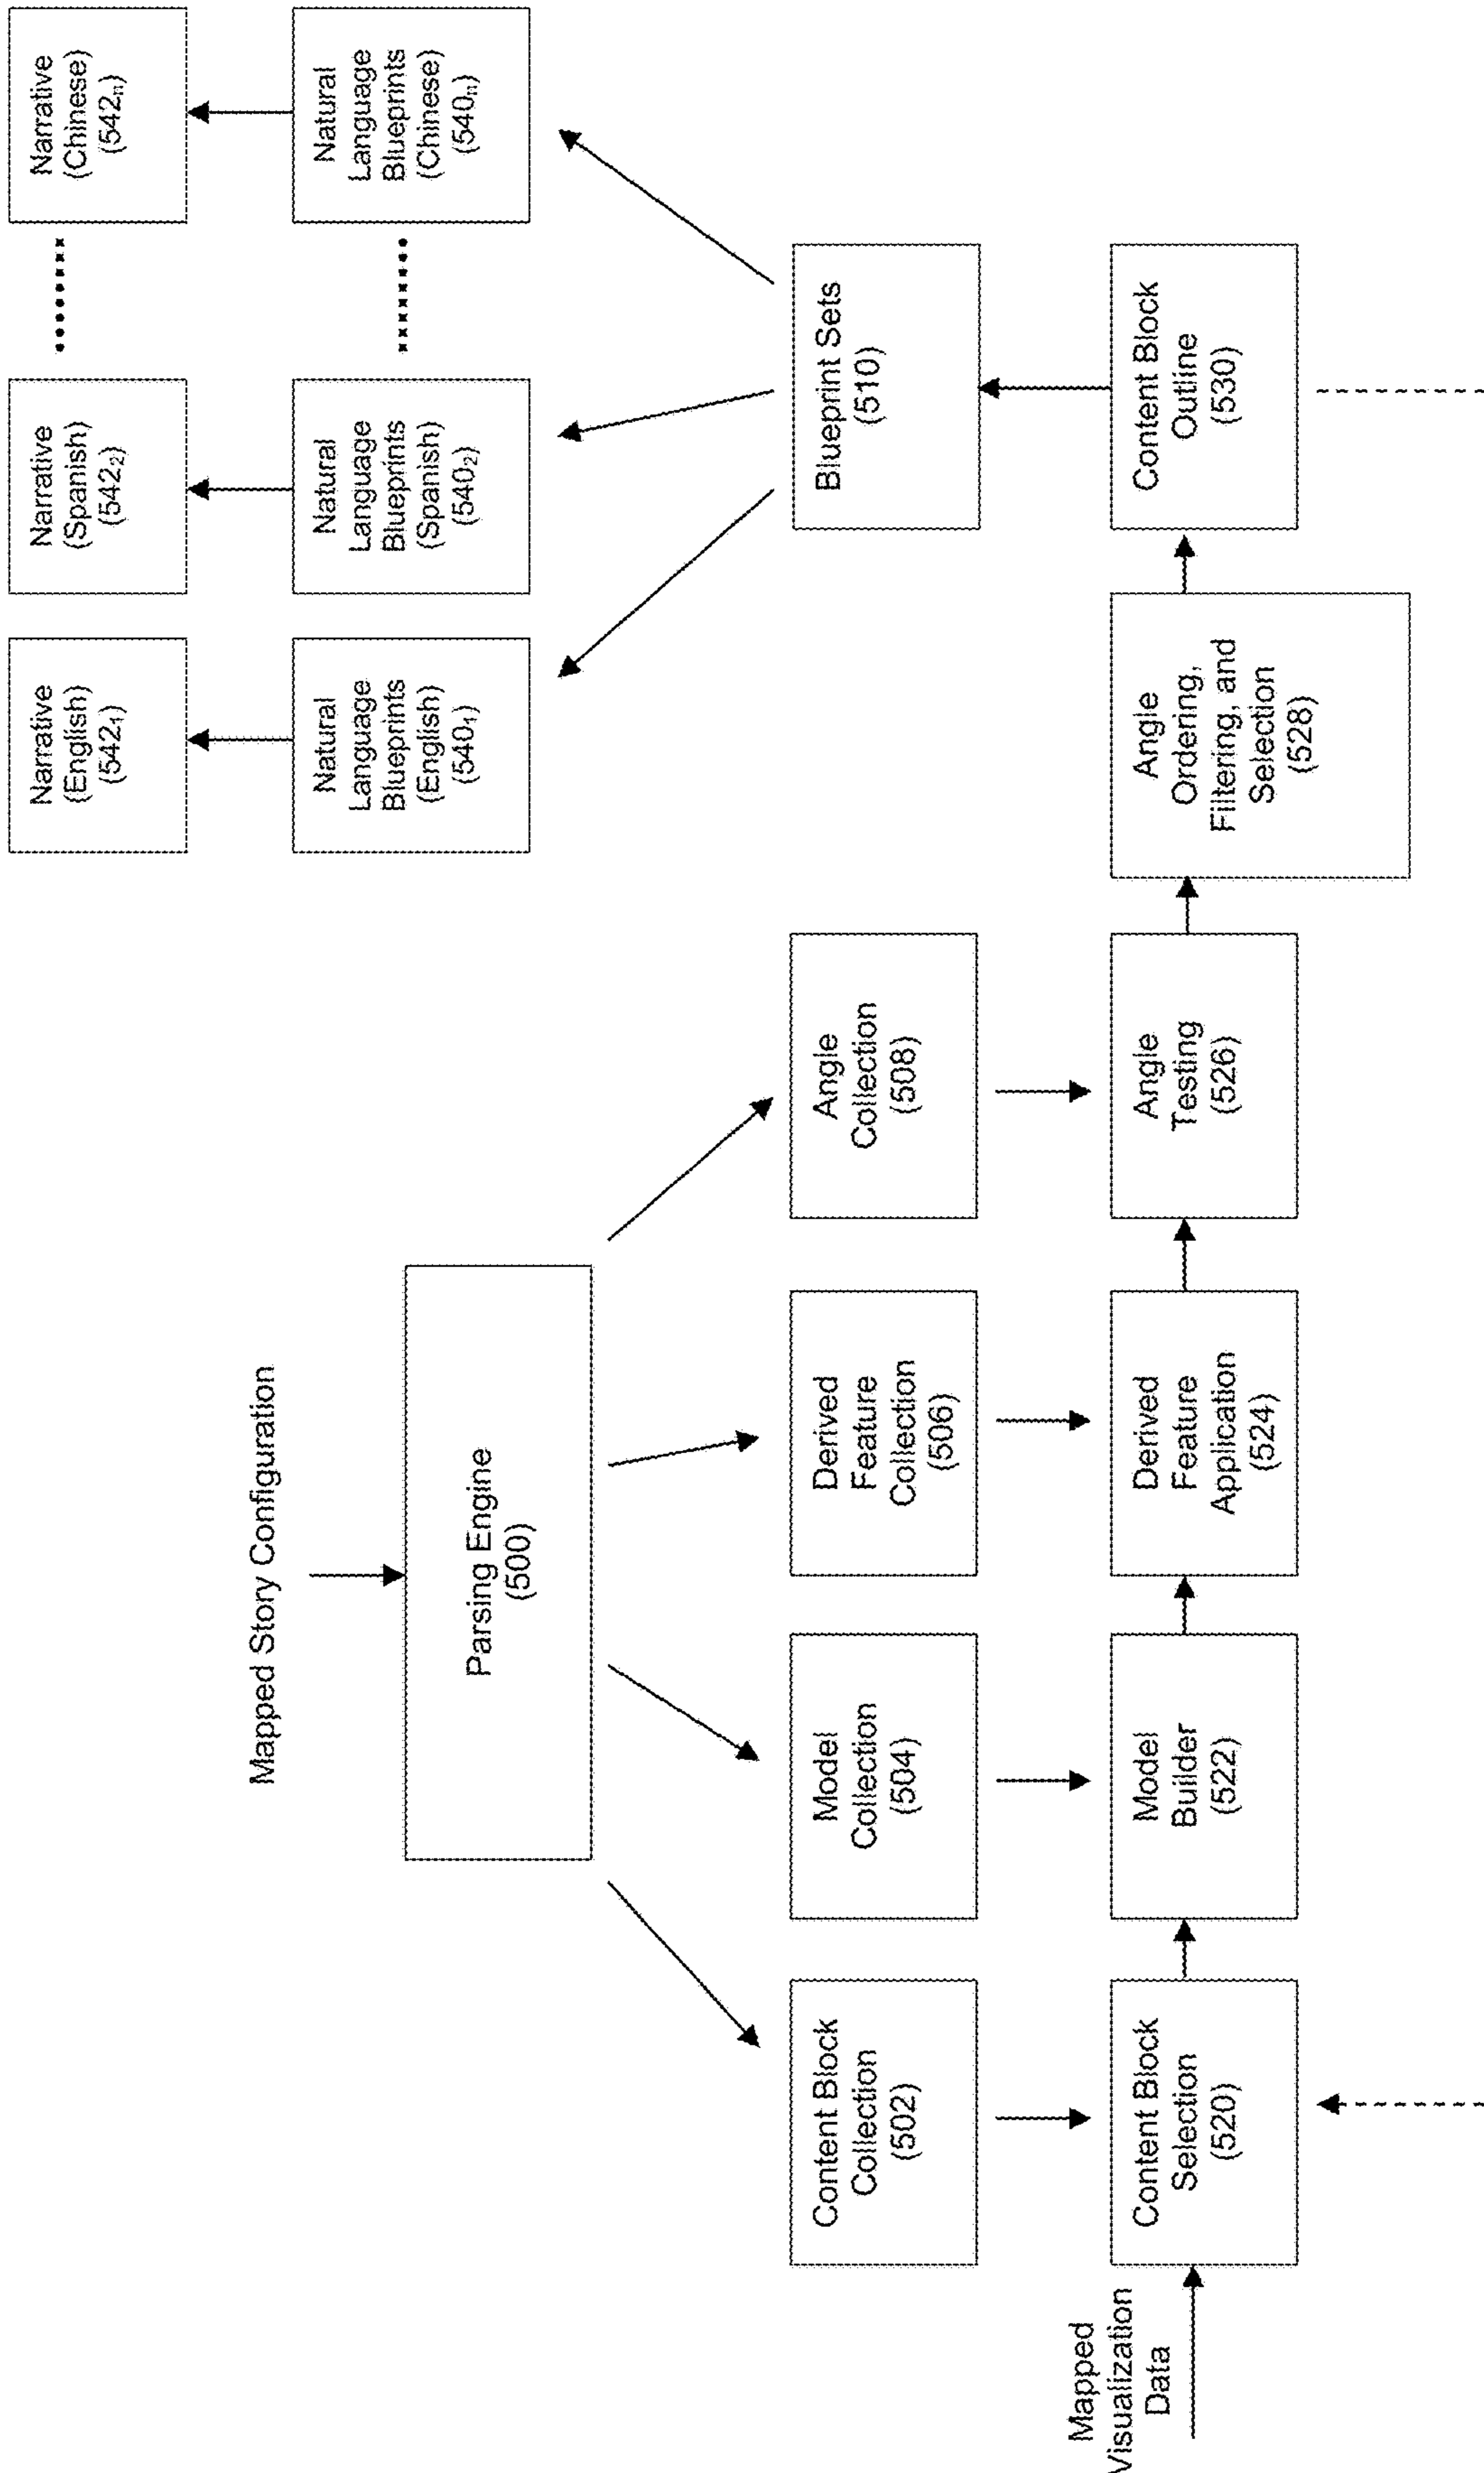 Mapped Story Configuration
Parsing Engine
(500)
Content Block
Collection
(502)
Model
Collection
(504)
Derived
Feature
Collection
(506)
Angle
Collection
(508)
Mapped
Visualization
Data
Content Block
Selection
(520)
Model
Builder
(522)
Derived
Feature
Application
(524)
Angle
Testing
(526)
Angle
Ordering,
Filtering, and
Selection
(528)
Content Block
Outline
(530)
Blueprint Sets
(510)
Natural
Language
Blueprints
(English)
(540₁)
Natural
Language
Blueprints
(Spanish)
(540₂)
Natural
Language
Blueprints
(Chinese)
(540ₙ)
Narrative
(English)
(542₁)
Narrative
(Spanish)
(542₂)
Narrative
(Chinese)
(542ₙ)